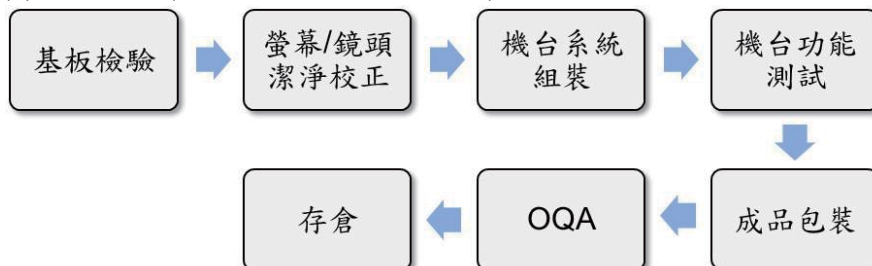 基板檢驗
螢幕/鏡頭
潔淨校正
機台系統
組裝
機台功能
測試
成品包裝
OQA
存倉